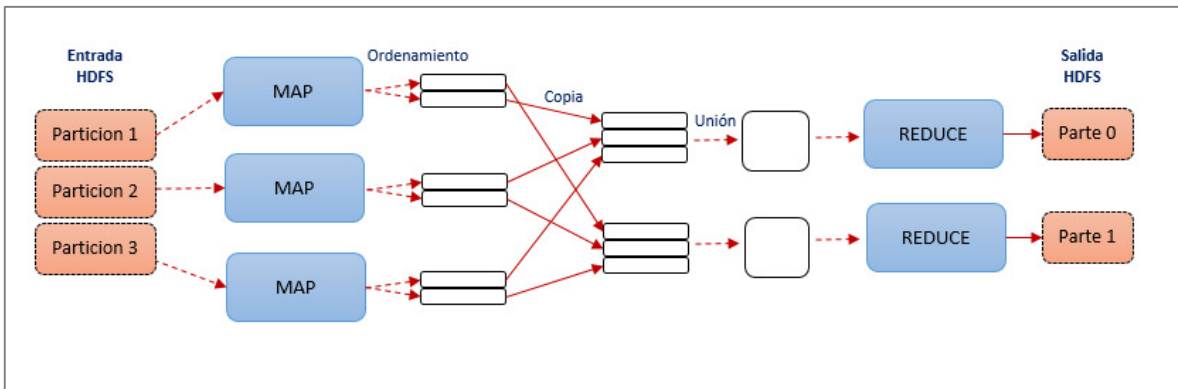 Entrada
HDFS
Particion 1
Particion 2
Particion 3
MAP
MAP
MAP
Ordenamiento
Copia
Unión
REDUCE
REDUCE
Salida
HDFS
Parte 0
Parte 1